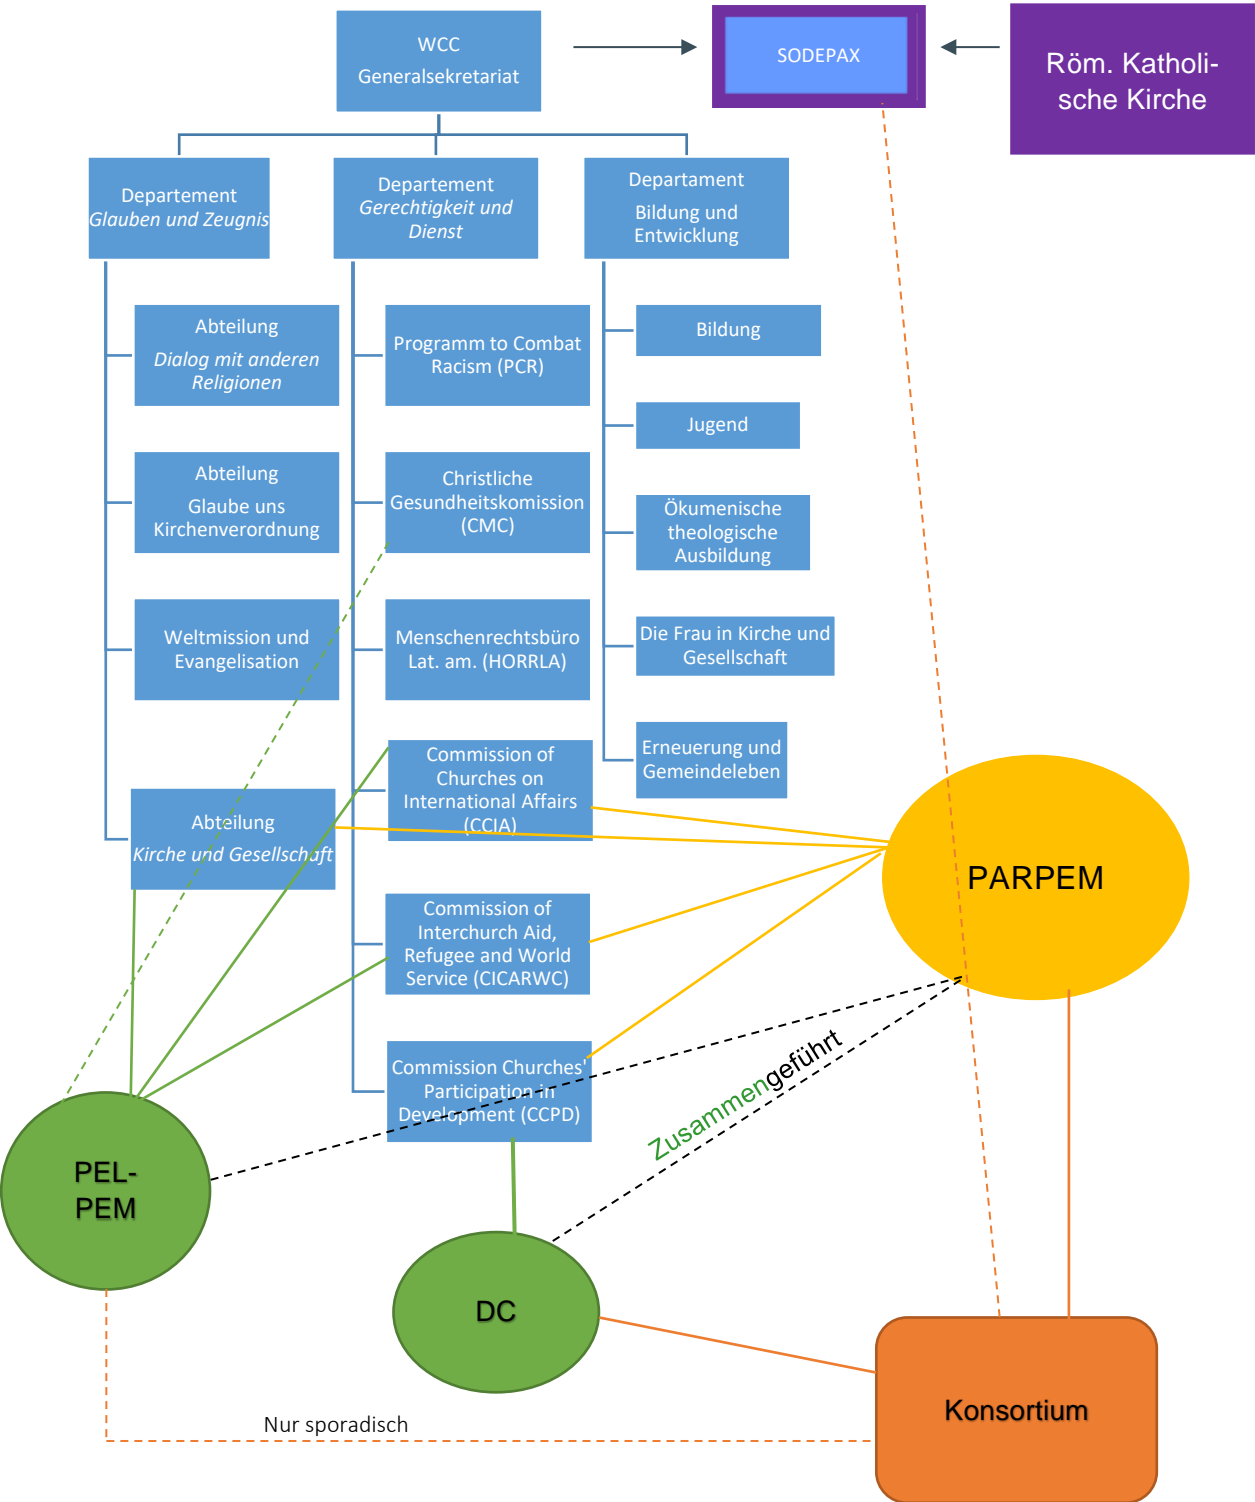 WCC
Generalsekretariat
SODEPAX
Röm. Katholi-
sche Kirche
Departement
Glauben und Zeugnis
Departement
Gerechtigkeit und
Dienst
Departament
Bildung und
Entwicklung
Abteilung
Dialog mit anderen
Religionen
Abteilung
Glaube uns
Kirchenverordnung
Weltmission und
Evangelisation
Abteilung
Kirche und Gesellschaft
Programm to Combat
Racism (PCR)
Christliche
Gesundheitskomission
(CMC)
Menschenrechtsbüro
Lat. am. (HORRLA)
Commission of
Churches on
International Affairs
(CCIA)
Commission of
Interchurch Aid,
Refugee and World
Service (CICARWC)
Commission Churches'
Participation in
Development (CCPD)
Bildung
Jugend
Ökumenische
theologische
Ausbildung
Die Frau in Kirche und
Gesellschaft
Erneuerung und
Gemeindeleben
PARPEM
Zusammengeführt
PEL-
PEM
DC
Konsortium
Nur sporadisch